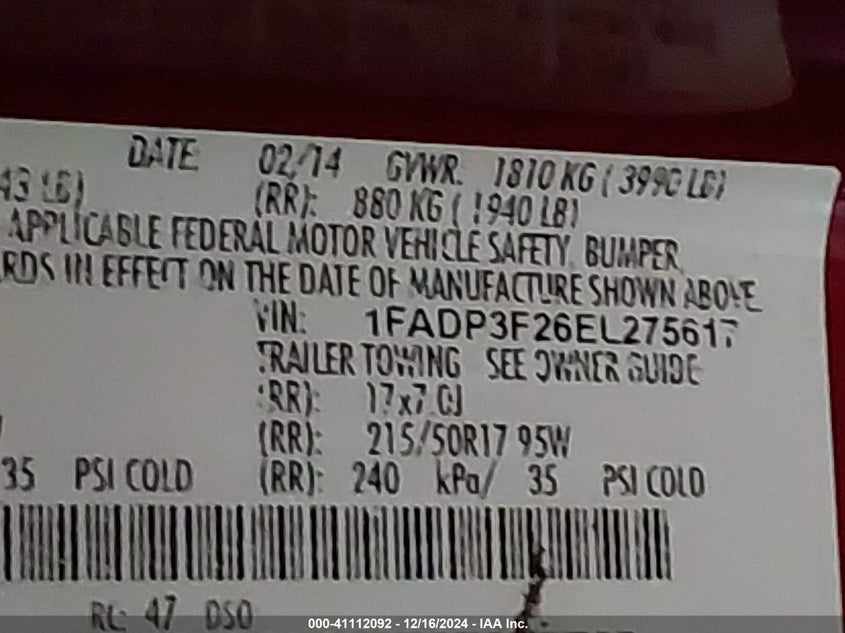 DATE: 02/14 GVWR: 1810 KG ( 3990 LB)
43 LB) (RR): 880 KG ( 1940 LB)
APPLICABLE FEDERAL MOTOR VEHICLE SAFETY, BUMPER,
RDS IN EFFECT ON THE DATE OF MANUFACTURE SHOWN ABOVE.
VIN: 1FADP3F26EL275617
TRAILER TOWING SEE OWNER GUIDE
(RR): 17x7.0J
(RR): 215/50R17 95W
35 PSI COLD (RR): 240 kPa/ 35 PSI COLD
RC: 47 DSO
000-41112092 - 12/16/2024 - IAA Inc.